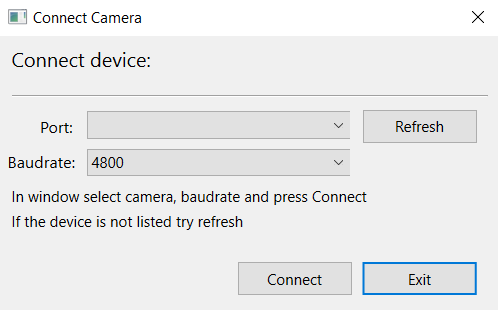 Connect Camera
Connect device:
Port:
Refresh
Baudrate: 4800
In window select camera, baudrate and press Connect
If the device is not listed try refresh
Connect Exit